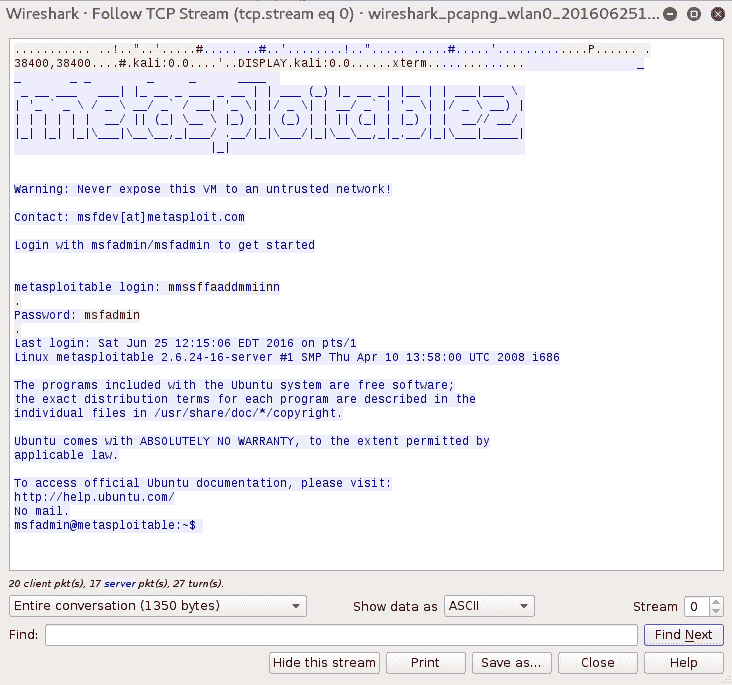 Wireshark · Follow TCP Stream (tcp.stream eq 0) · wireshark_pcapng_wlan0_201606251...
........... ..!.."..'.....#..... ..#..'........!..".... .....#.....'.............P...... .
38400,38400....#.kali:0.0....'..DISPLAY.kali:0.0......xterm.............
Warning: Never expose this VM to an untrusted network!
Contact: msfdev[at]metasploit.com
Login with msfadmin/msfadmin to get started
metasploitable login: mmssffaaddmmiinn
.
Password: msfadmin
.
Last login: Sat Jun 25 12:15:06 EDT 2016 on pts/1
Linux metasploitable 2.6.24-16-server #1 SMP Thu Apr 10 13:58:00 UTC 2008 i686
The programs included with the Ubuntu system are free software;
the exact distribution terms for each program are described in the
individual files in /usr/share/doc/*/copyright.
Ubuntu comes with ABSOLUTELY NO WARRANTY, to the extent permitted by
applicable law.
To access official Ubuntu documentation, please visit:
http://help.ubuntu.com/
No mail.
msfadmin@metasploitable:~$
20 client pkt(s), 17 server pkt(s), 27 turn(s).
Entire conversation (1350 bytes)
Show data as ASCII
Stream 0
Find:
Find Next
Hide this stream
Print
Save as...
Close
Help